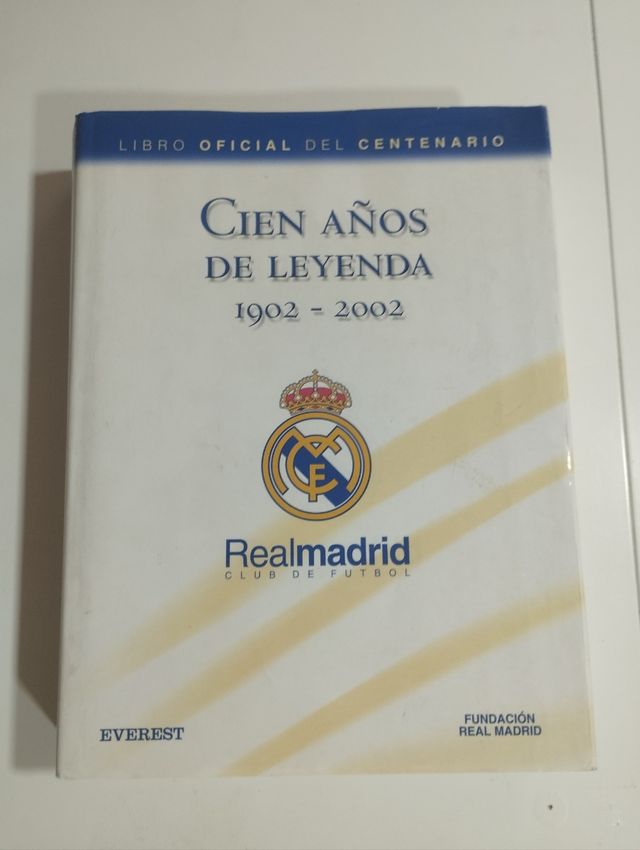 LIBRO OFICIAL DEL CENTENARIO
CIEN AÑOS
DE LEYENDA
1902 - 2002
Realmadrid
CLUB DE FUTBOL
EVEREST
FUNDACIÓN
REAL MADRID